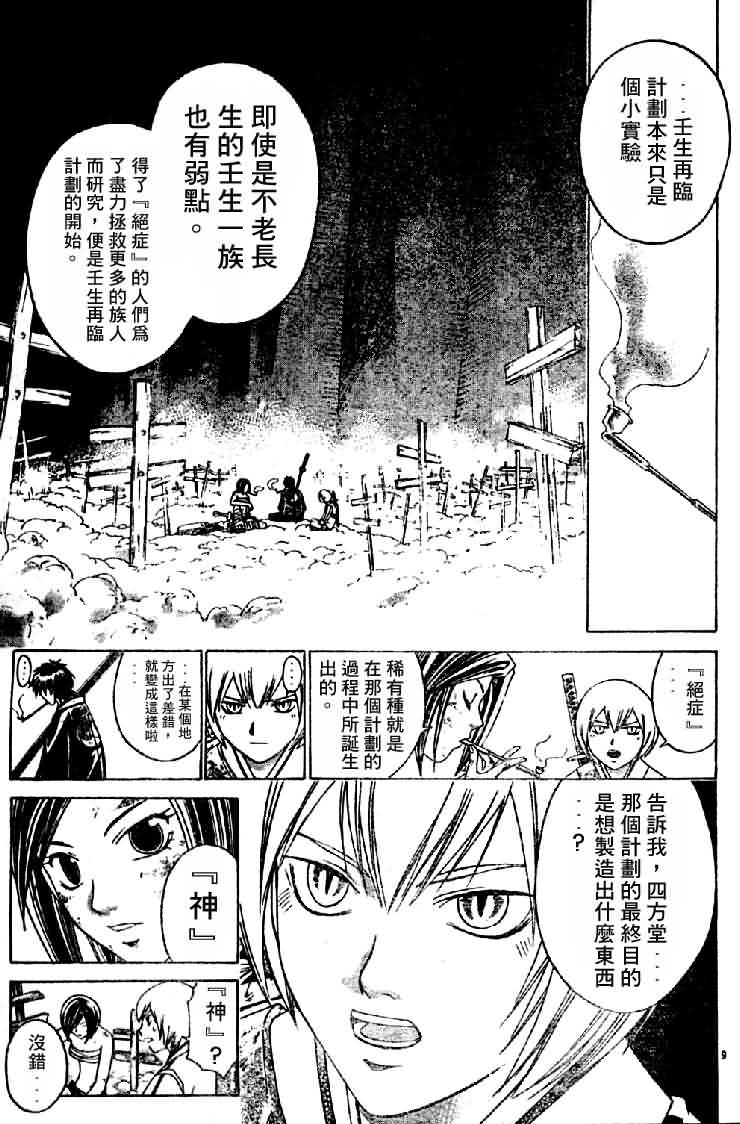 ...壬生再臨
計劃本來只是
個小實驗
即使是不老長
生的壬生一族
也有弱點。
得了『絕症』的人們為
了盡力拯救更多的族人
而研究，便是壬生再臨
計劃的開始。
『絕症』
稀有種就是
在那個計劃的
過程中所誕生
出的。
...
...在某個地
方出了差錯，
就變成這樣啦
...
告訴我，四方堂...
那個計劃的最終目的
是想製造出什麼東西
...?
『神』
『神』?
沒錯...
9